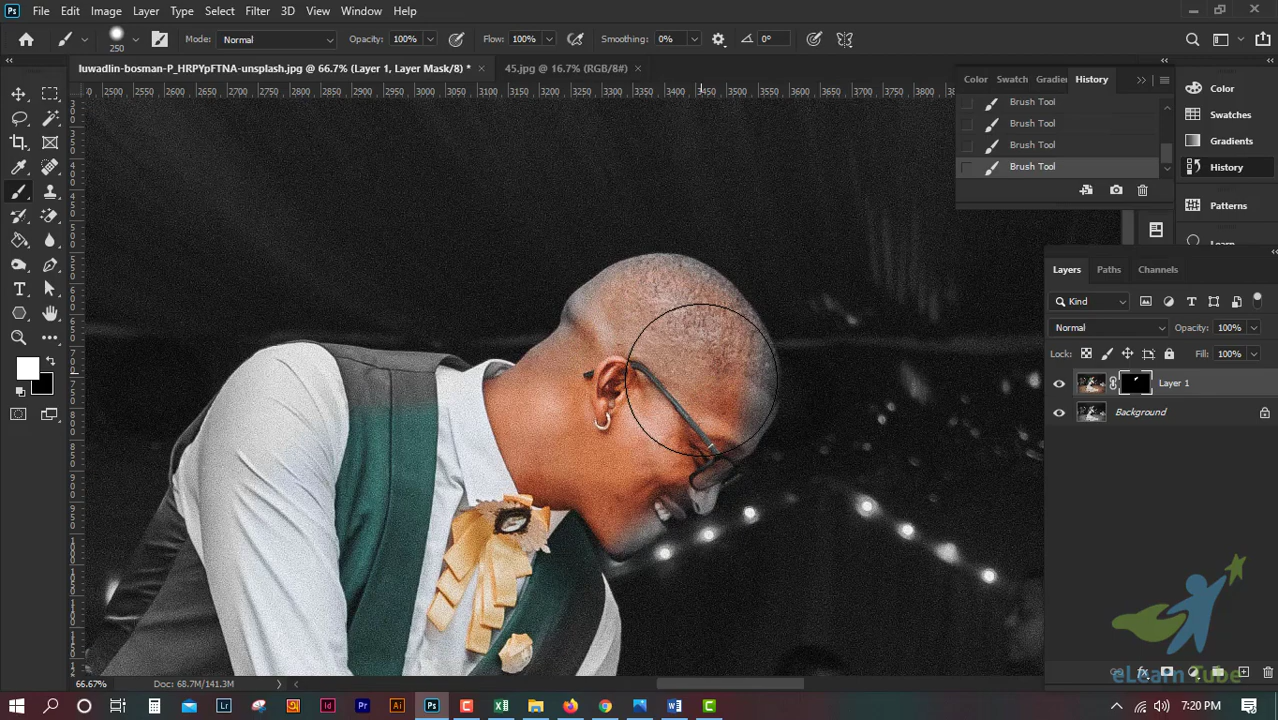 Ps File Edit Image Layer Type Select Filter 3D View Window Help
250 Mode: Normal Opacity: 100% Flow: 100% Smoothing: 0% 0°
luwadlin-bosman-P_HRPYpFTNA-unsplash.jpg @ 66.7% (Layer 1, Layer Mask/8) * × 45.jpg @ 16.7% (RGB/8#) ×
2500 2550 2600 2650 2700 2750 2800 2850 2900 2950 3000 3050 3100 3150 3200 3250 3300 3350 3400 3450 3500 3550 3600 3650 3700 3750 3800 3850
Color Swatch Gradie History
Brush Tool
Brush Tool
Brush Tool
Brush Tool
Color
Swatches
Gradients
History
Patterns
Layers Paths Channels
Kind
Normal Opacity: 100%
Lock: Fill: 100%
Layer 1
Background
eLearn Tube
66.67% Doc: 68.7M/141.3M
7:20 PM